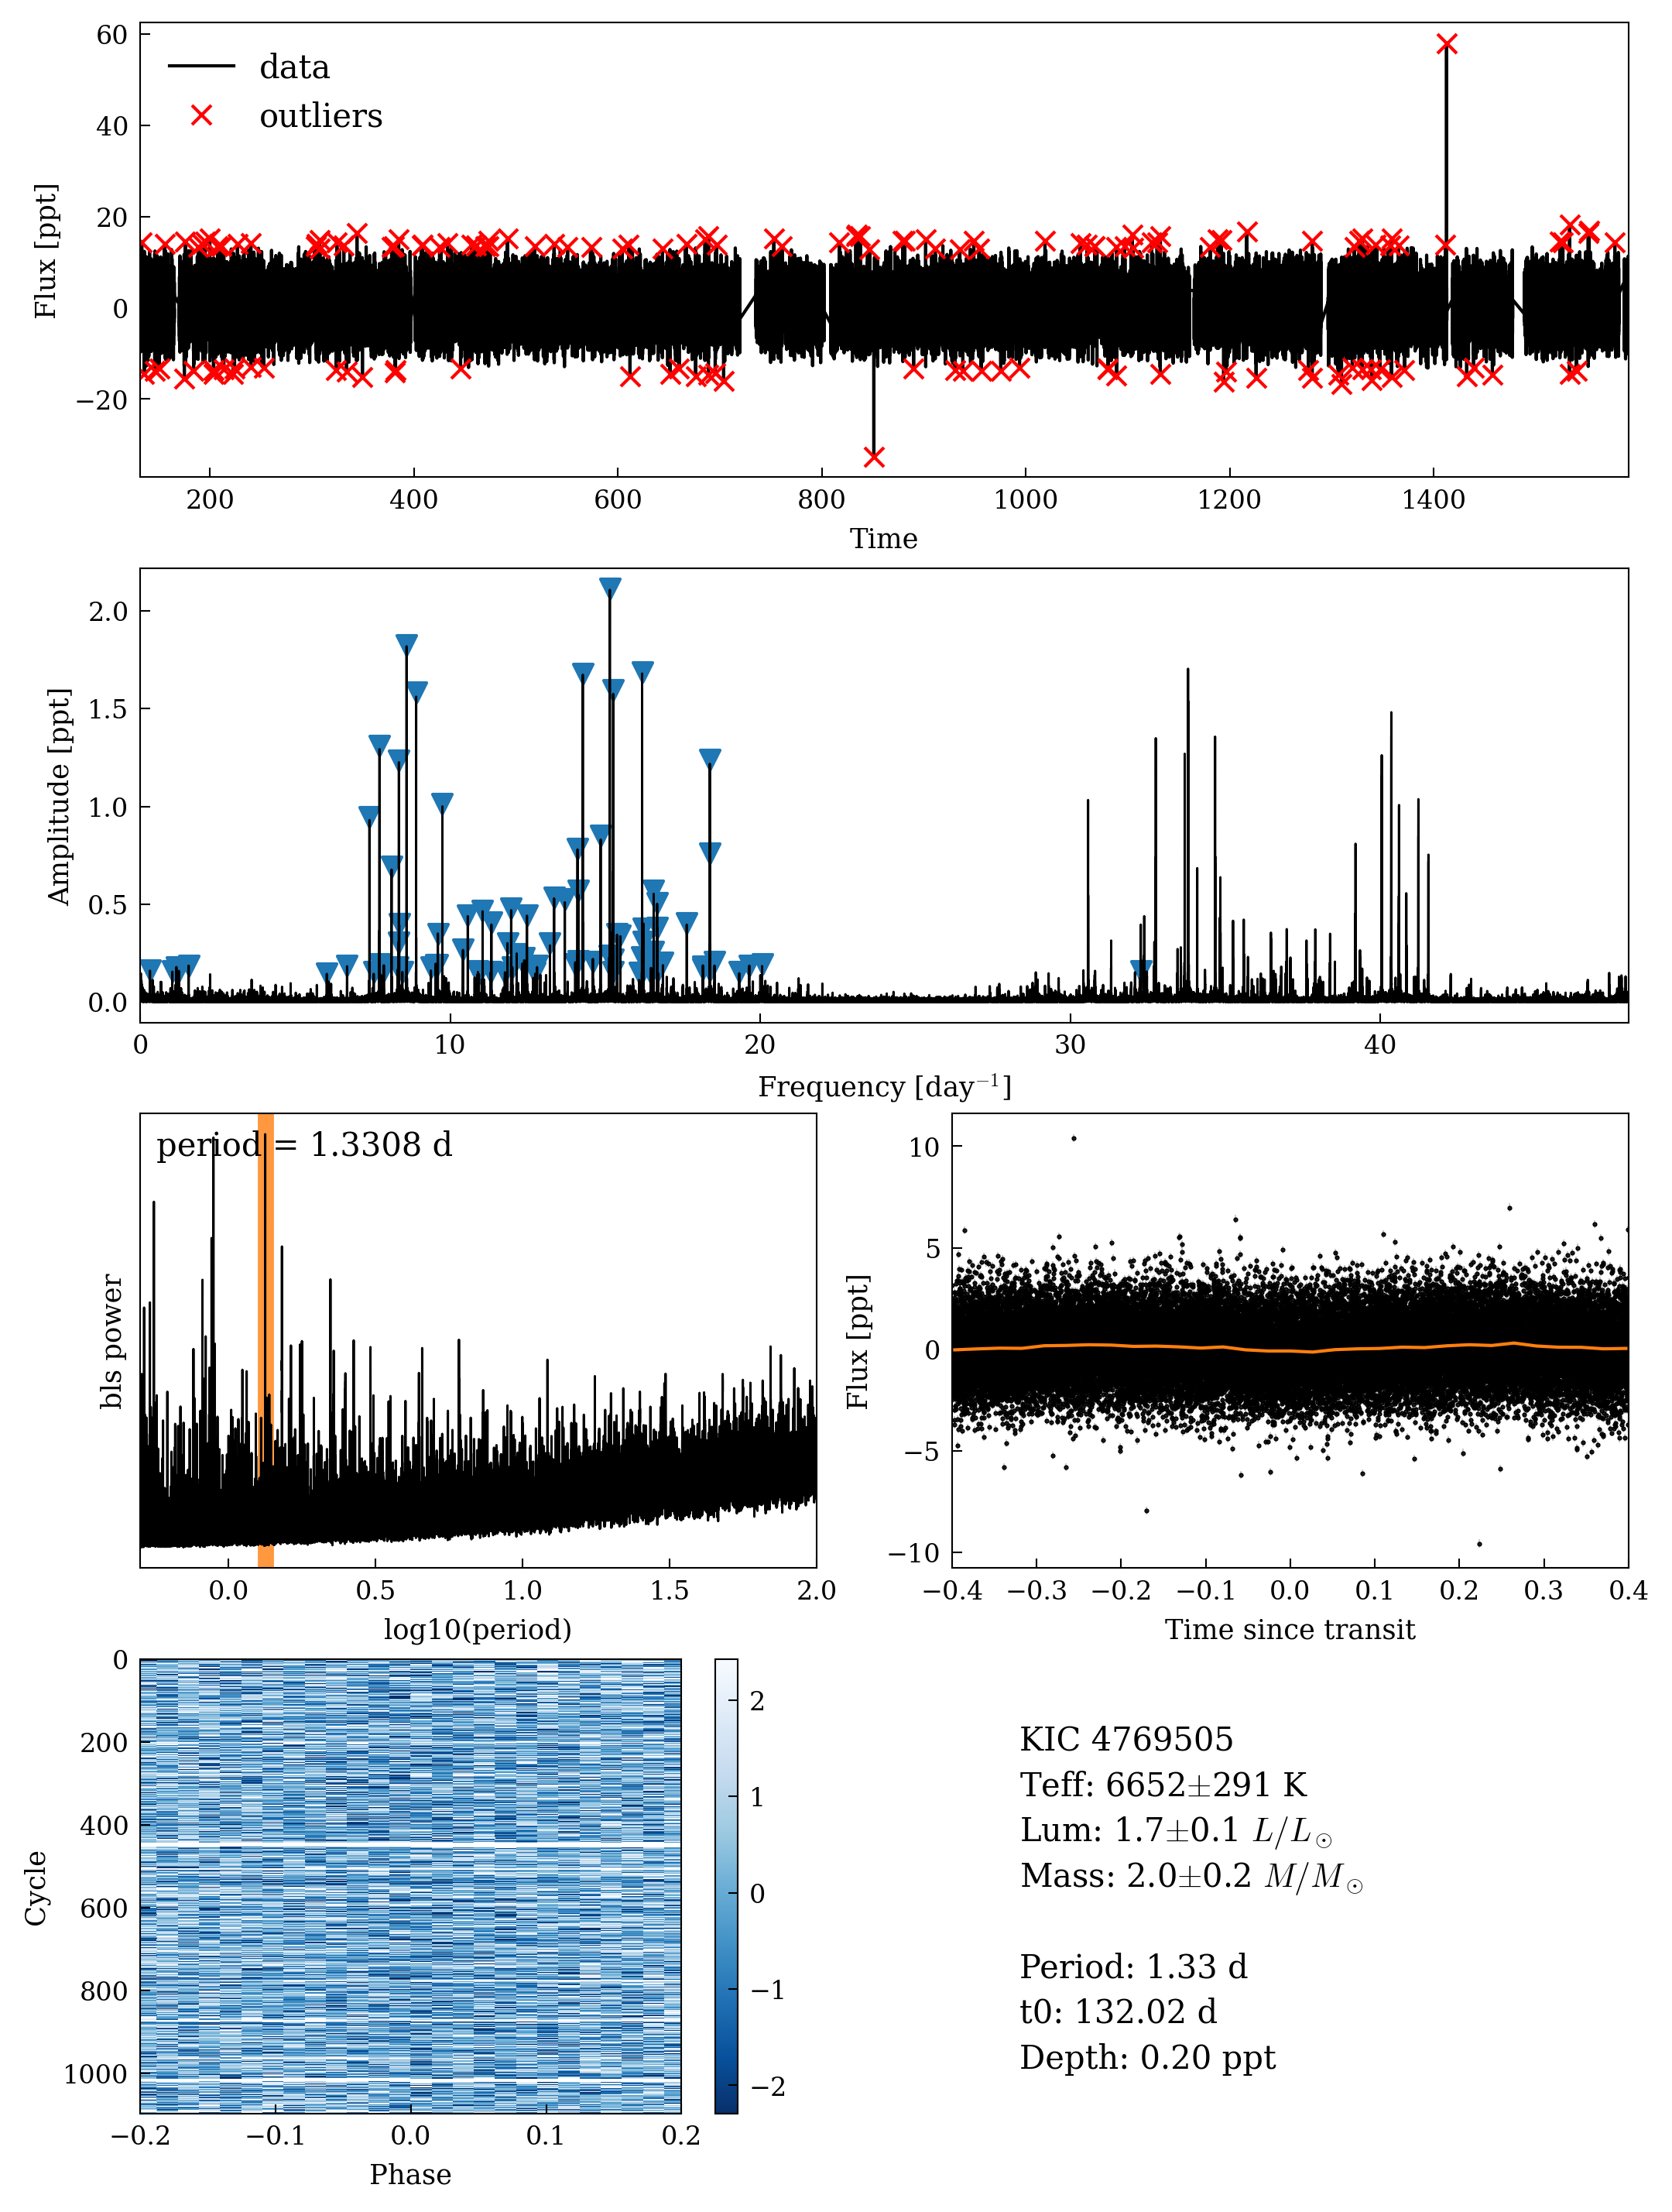 60
40
20
0
−20
Flux [ppt]
data
outliers
200
400
600
800
1000
1200
1400
Time
2.0
1.5
1.0
0.5
0.0
Amplitude [ppt]
0
10
20
30
40
Frequency [day⁻¹]
period = 1.3308 d
bls power
0.0
0.5
1.0
1.5
2.0
log10(period)
10
5
0
−5
−10
Flux [ppt]
−0.4
−0.3
−0.2
−0.1
0.0
0.1
0.2
0.3
0.4
Time since transit
0
200
400
600
800
1000
Cycle
−0.2
−0.1
0.0
0.1
0.2
Phase
2
1
0
−1
−2
KIC 4769505
Teff: 6652±291 K
Lum: 1.7±0.1 L/L⊙
Mass: 2.0±0.2 M/M⊙
Period: 1.33 d
t0: 132.02 d
Depth: 0.20 ppt